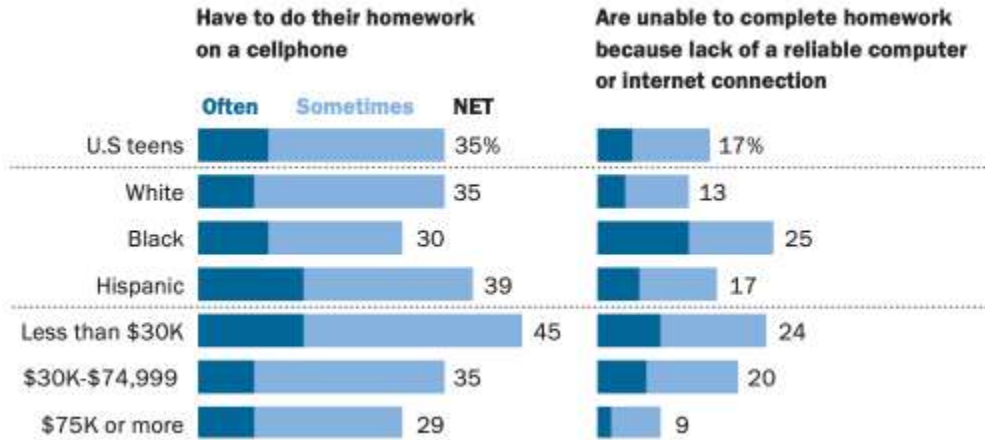 Have to do their homework
on a cellphone
Are unable to complete homework
because lack of a reliable computer
or internet connection
Often Sometimes NET
U.S teens 35% 17%
White 35 13
Black 30 25
Hispanic 39 17
Less than $30K 45 24
$30K-$74,999 35 20
$75K or more 29 9